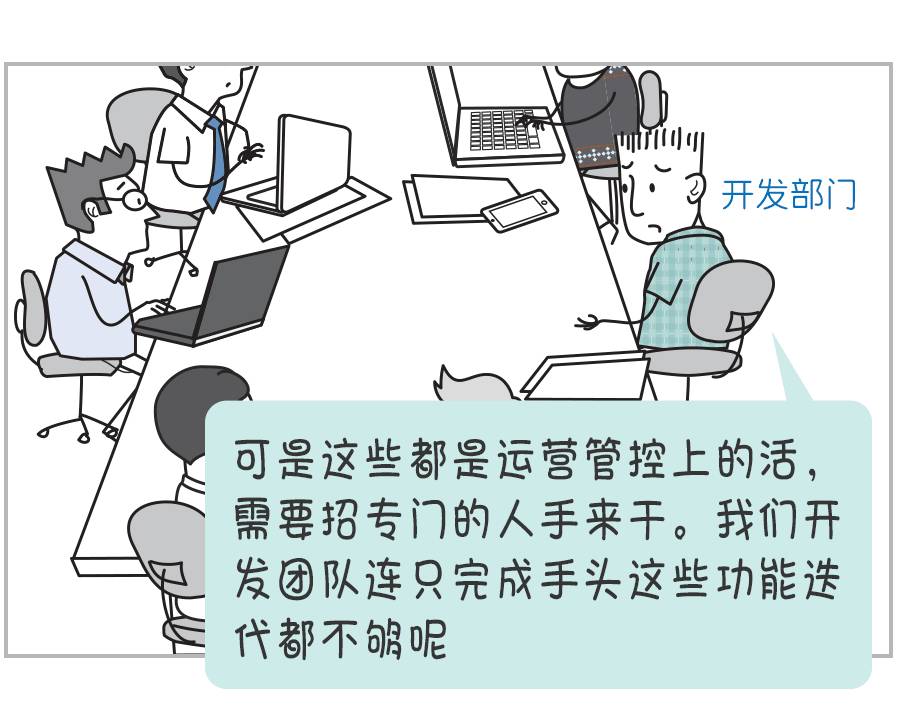 开发部门
可是这些都是运营管控上的活，
需要招专门的人手来干。我们开
发团队连只完成手头这些功能迭
代都不够呢